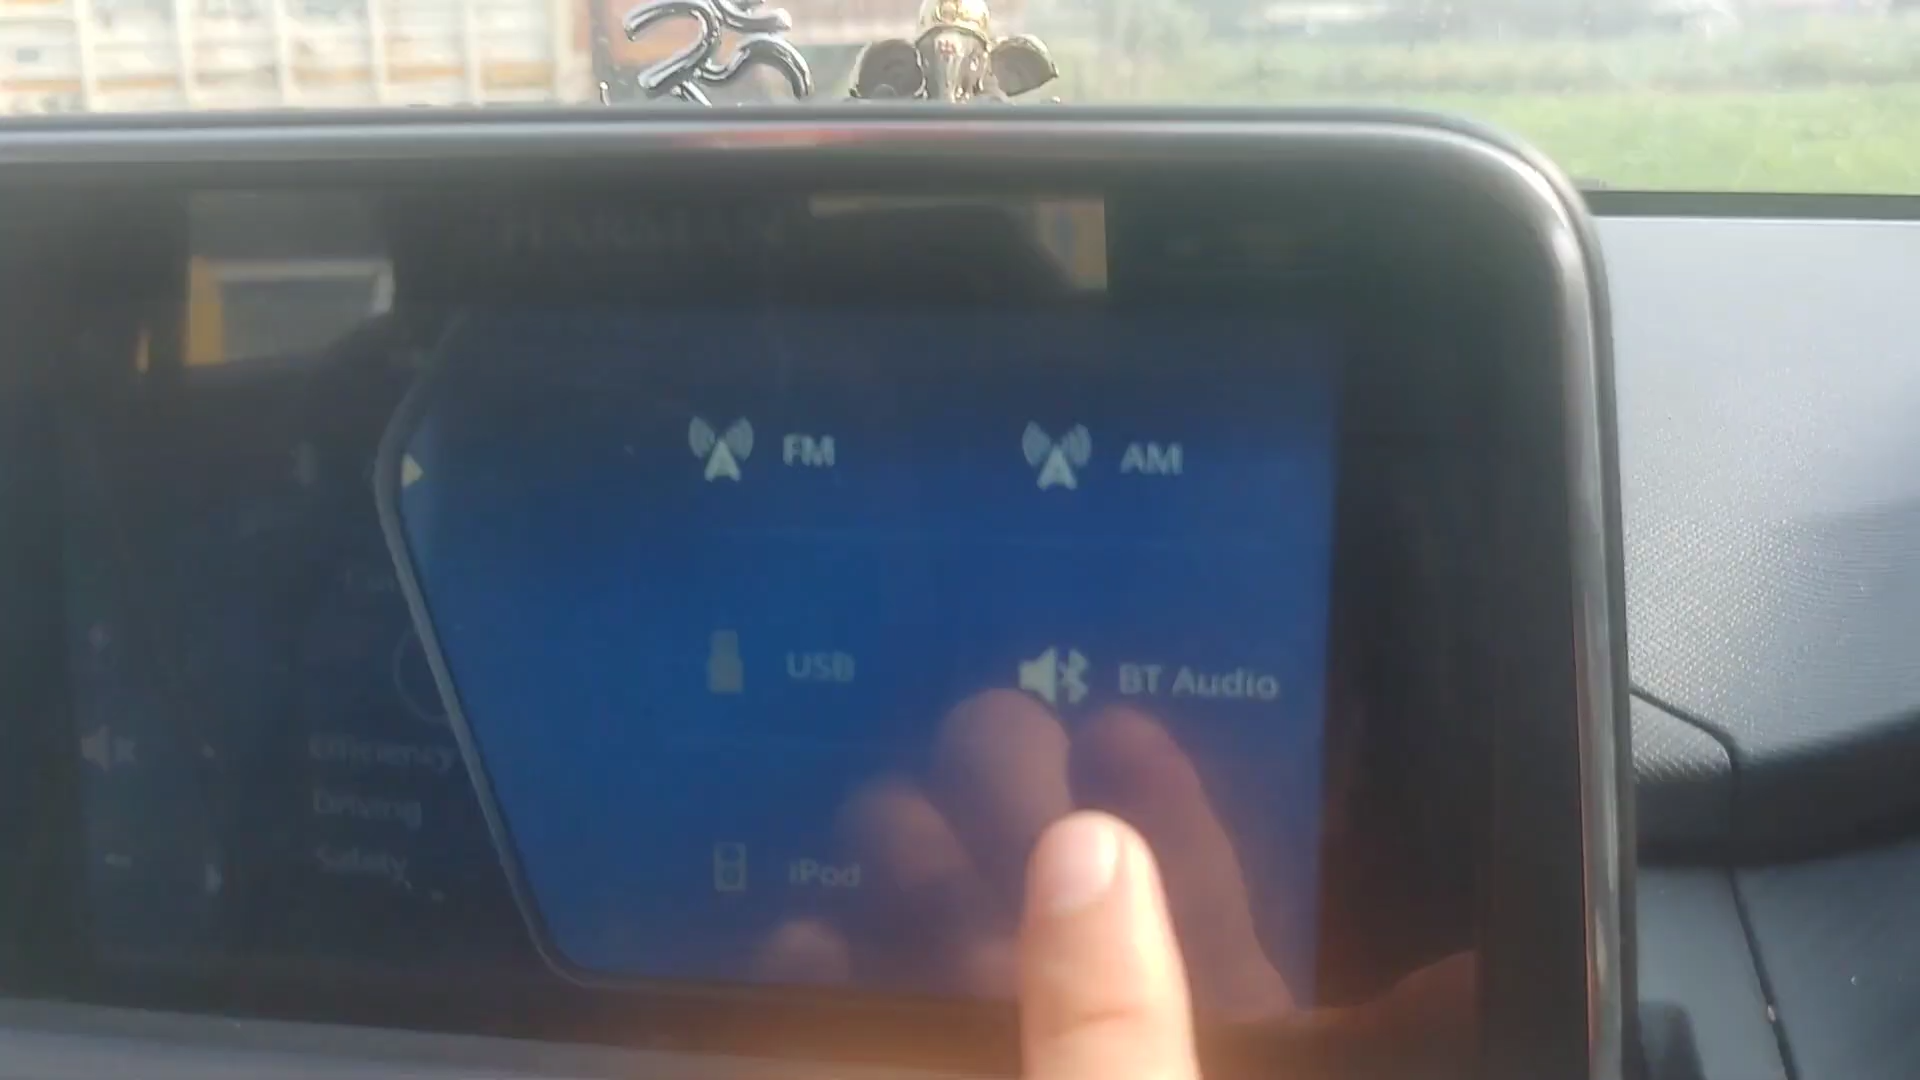 FM
AM
USB
BT Audio
iPod
Efficiency
Driving
Safety